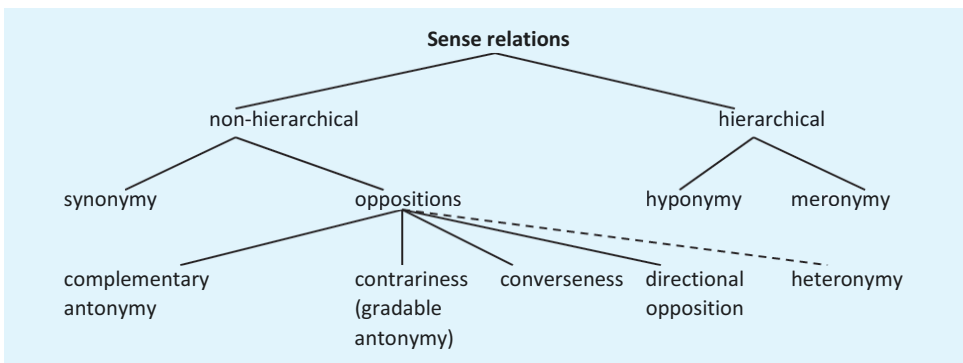 Sense relations
non-hierarchical hierarchical
synonymy oppositions hyponymy meronymy
complementary contrariness converseness directional heteronymy
antonymy (gradable opposition
antonymy)